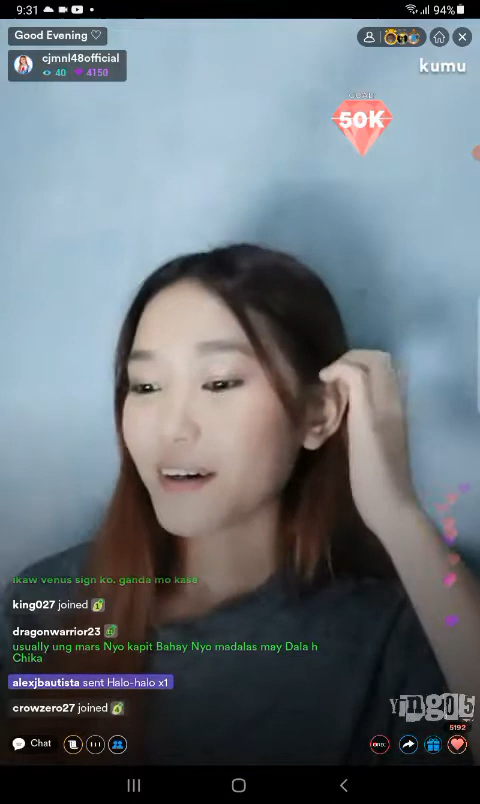 9:31
94%
Good Evening ♡
cjmnl48official
40 4150
kumu
GOAL:
50K
ikaw venus sign ko. ganda mo kase
king027 joined
dragonwarrior23
usually ung mars Nyo kapit Bahay Nyo madalas may Dala h
Chika
alexjbautista sent Halo-halo x1
crowzero27 joined
Yingo5
5192
Chat